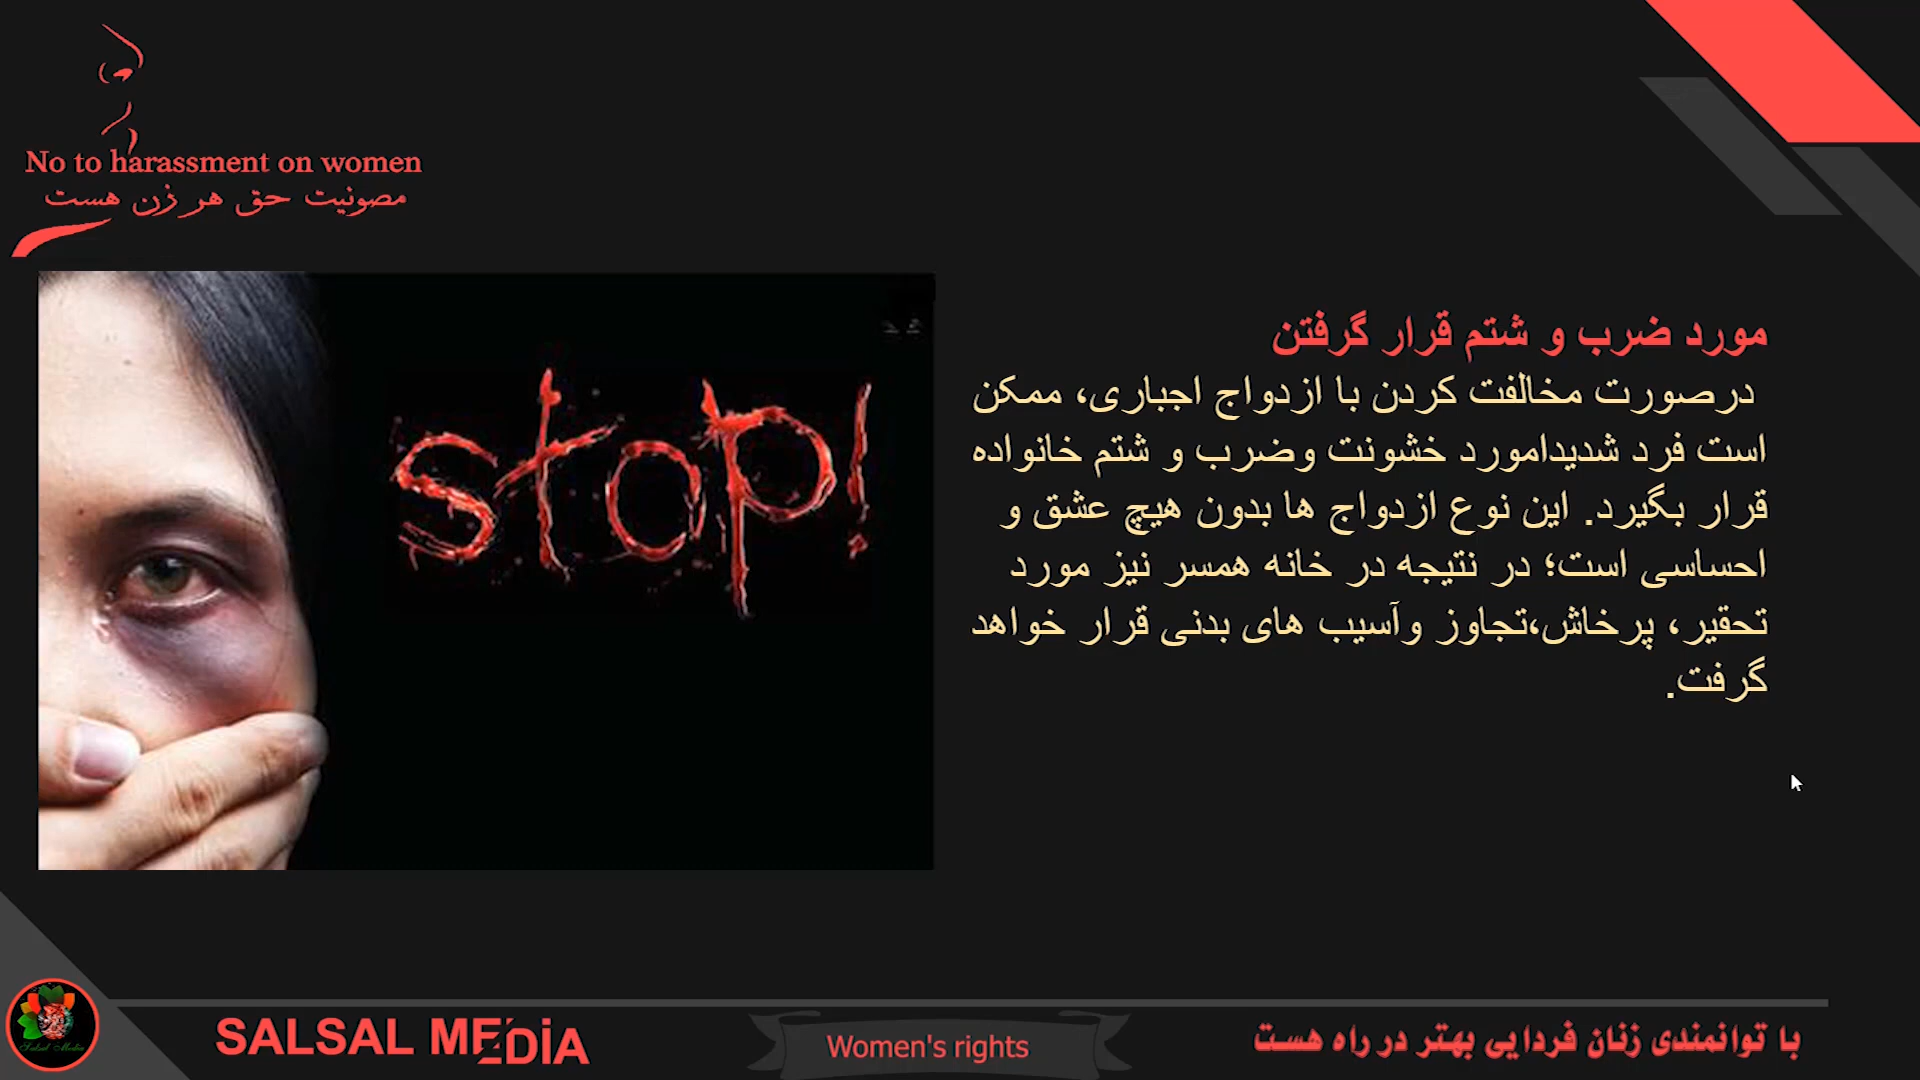 No to harassment on women
مصونیت حق هر زن هست
stop!
مورد ضرب و شتم قرار گرفتن
درصورت مخالفت کردن با ازدواج اجباری، ممکن
است فرد شدیدامورد خشونت وضرب و شتم خانواده
قرار بگیرد. این نوع ازدواج ها بدون هیچ عشق و
احساسی است؛ در نتیجه در خانه همسر نیز مورد
تحقیر، پرخاش،تجاوز وآسیب های بدنی قرار خواهد
گرفت.
Salsal Media
SALSAL MEDiA
Women's rights
با توانمندی زنان فردایی بهتر در راه هست